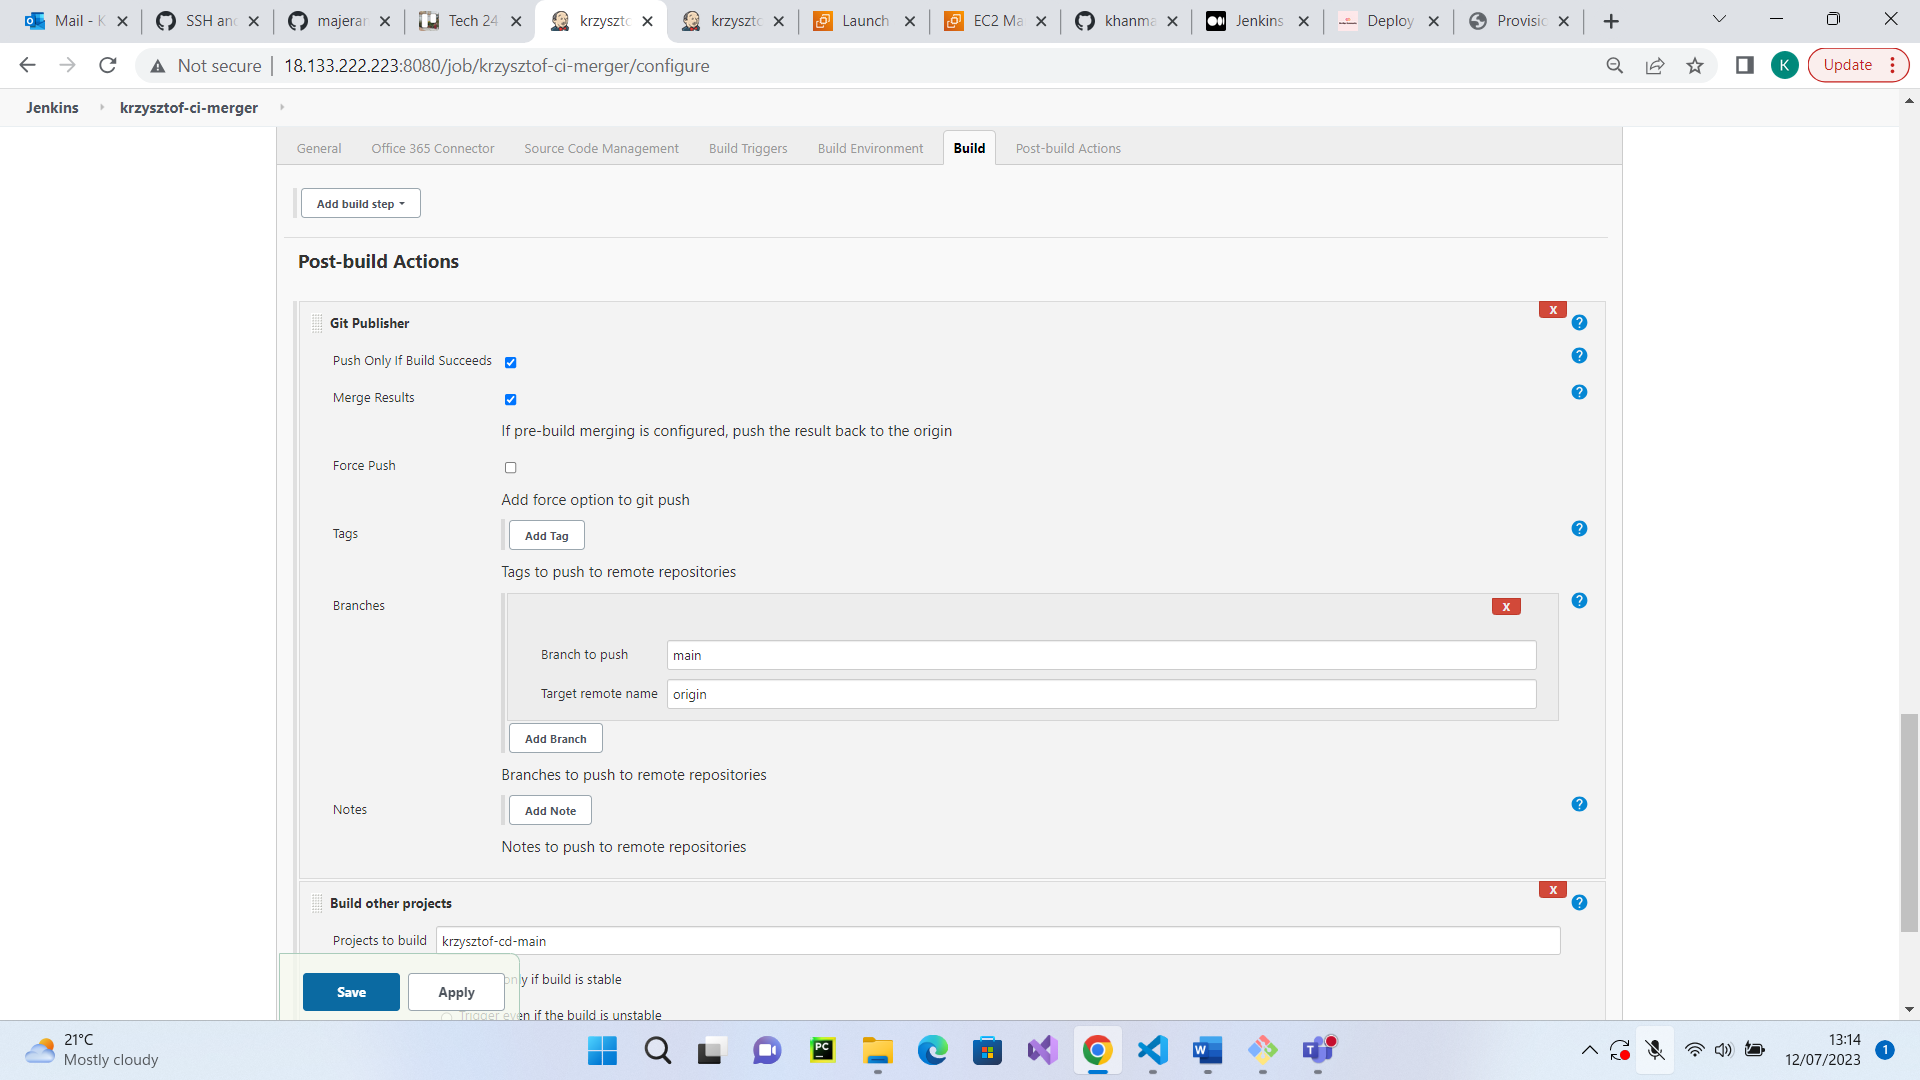 Mail - K
SSH and
majeran
Tech 24
krzyszto
krzyszto
Launch
EC2 Ma
khanma
Jenkins
Deploy
Provisio
Not secure
18.133.222.223:8080/job/krzysztof-ci-merger/configure
K
Update
Jenkins
krzysztof-ci-merger
General
Office 365 Connector
Source Code Management
Build Triggers
Build Environment
Build
Post-build Actions
Add build step
Post-build Actions
X
Git Publisher
?
Push Only If Build Succeeds
?
Merge Results
?
If pre-build merging is configured, push the result back to the origin
Force Push
Add force option to git push
Tags
Add Tag
?
Tags to push to remote repositories
Branches
X
?
Branch to push
main
Target remote name
origin
Add Branch
Branches to push to remote repositories
Notes
Add Note
?
Notes to push to remote repositories
X
Build other projects
?
Projects to build
krzysztof-cd-main
Save
Apply
only if build is stable
Trigger even if the build is unstable
21°C
Mostly cloudy
PC
W
T
13:14
12/07/2023
1